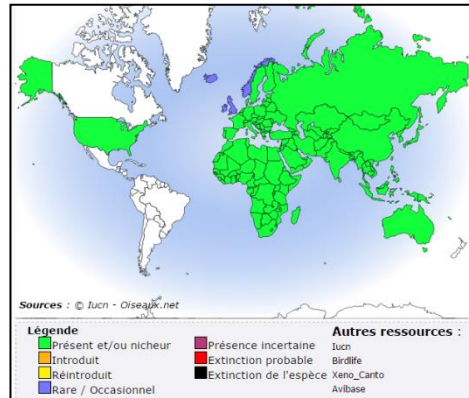 Sources : © Iucn - Oiseaux.net
Légende
Présent et/ou nicheur
Introduit
Réintroduit
Rare / Occasionnel
Présence incertaine
Extinction probable
Extinction de l'espèce
Autres ressources :
Iucn
Birdlife
Xeno_Canto
Avibase